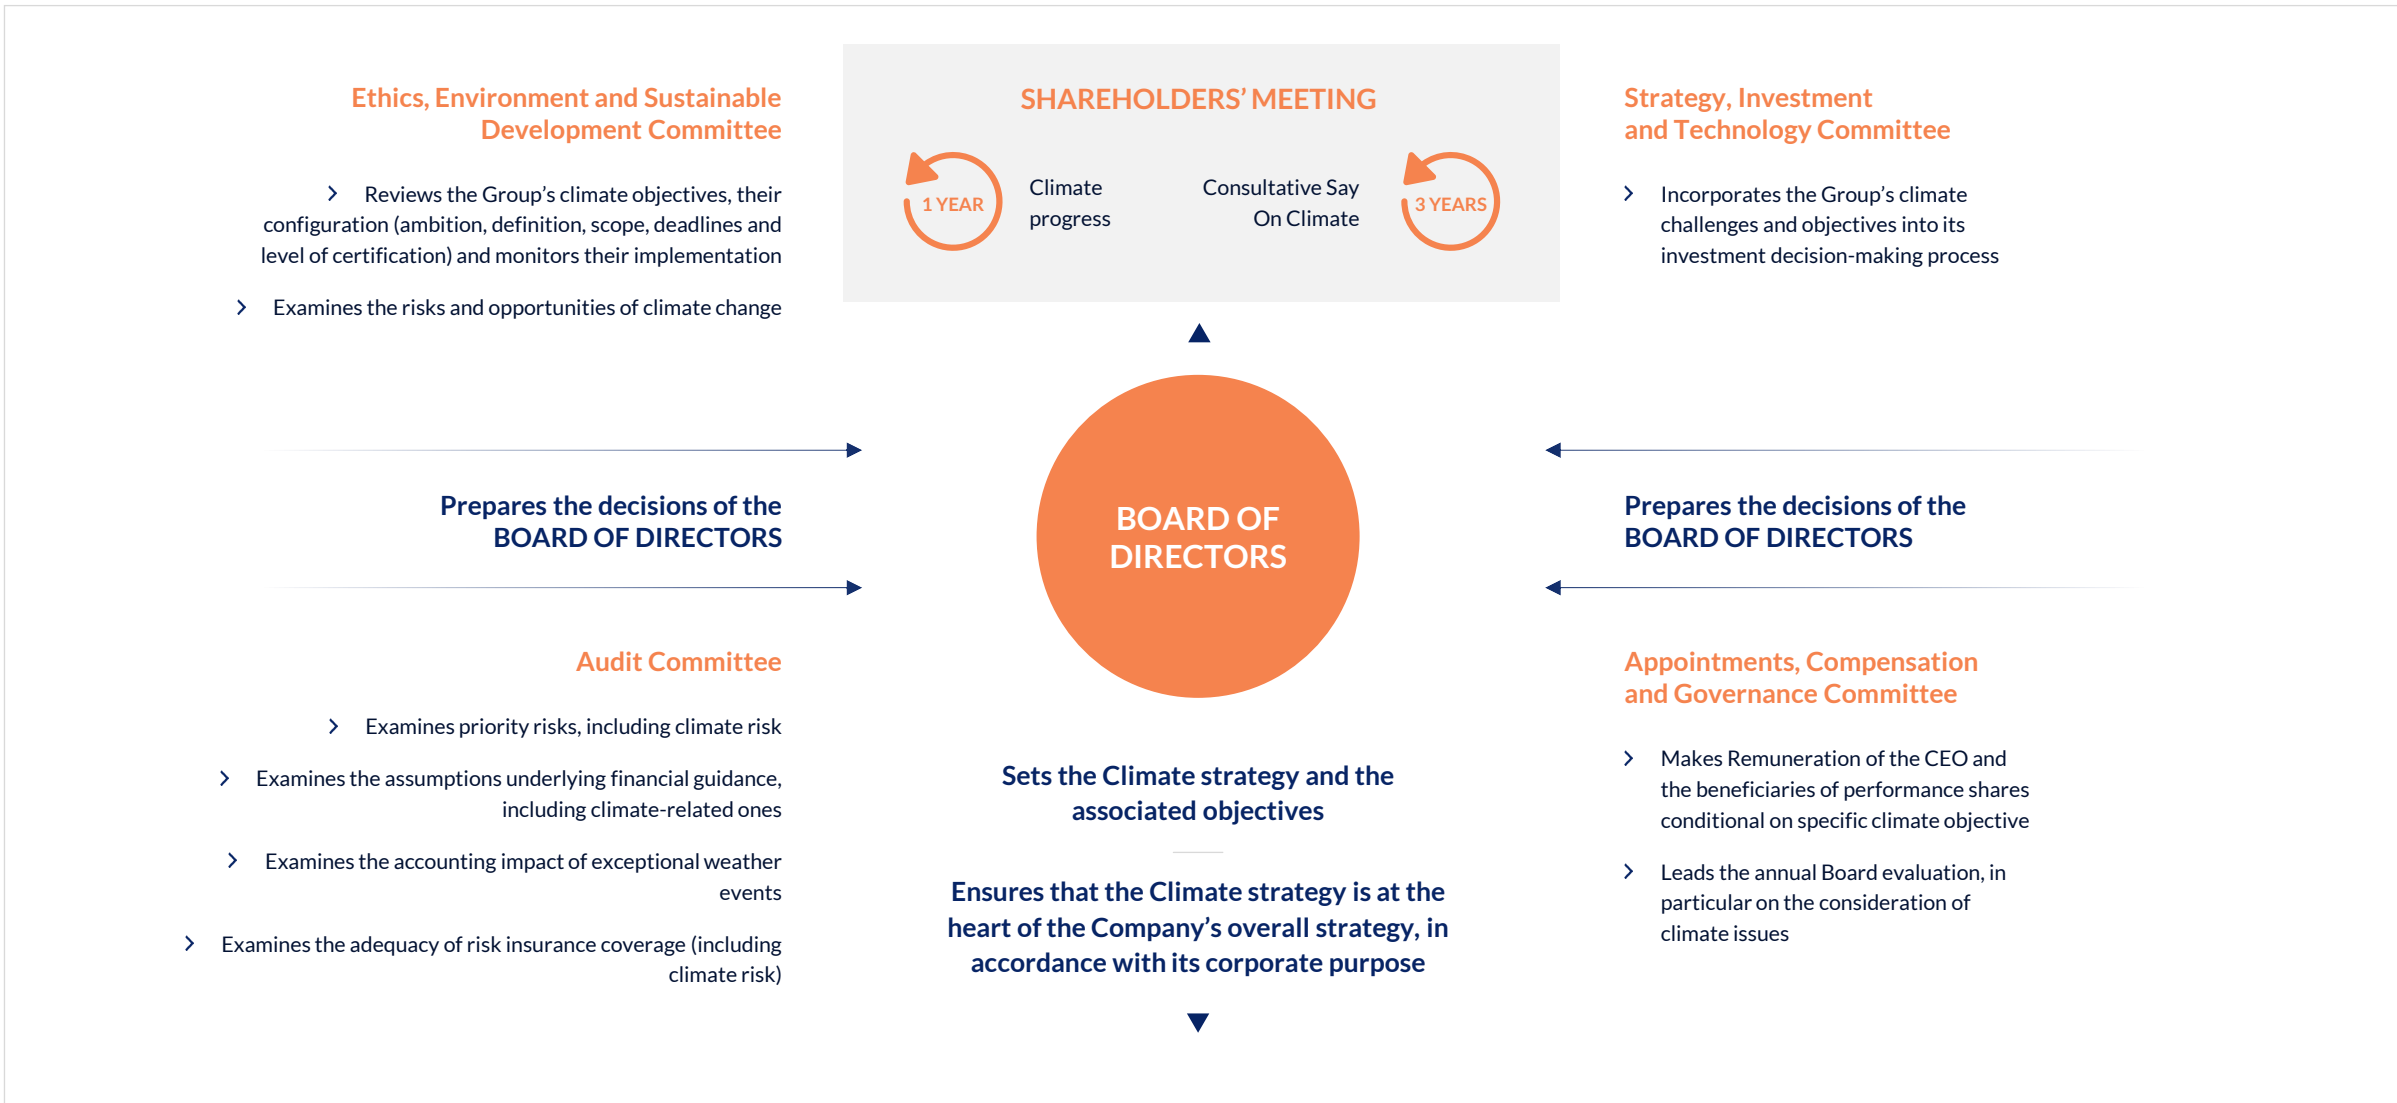 Ethics, Environment and Sustainable
Development Committee
Reviews the Group's climate objectives, their
configuration (ambition, definition, scope, deadlines and
level of certification) and monitors their implementation
Examines the risks and opportunities of climate change
SHAREHOLDERS' MEETING
1 YEAR
Climate
progress
Consultative Say
On Climate
3 YEARS
Strategy, Investment
and Technology Committee
Incorporates the Group's climate
challenges and objectives into its
investment decision-making process
Prepares the decisions of the
BOARD OF DIRECTORS
BOARD OF
DIRECTORS
Prepares the decisions of the
BOARD OF DIRECTORS
Audit Committee
Examines priority risks, including climate risk
Examines the assumptions underlying financial guidance,
including climate-related ones
Examines the accounting impact of exceptional weather
events
Examines the adequacy of risk insurance coverage (including
climate risk)
Sets the Climate strategy and the
associated objectives
Ensures that the Climate strategy is at the
heart of the Company's overall strategy, in
accordance with its corporate purpose
Appointments, Compensation
and Governance Committee
Makes Remuneration of the CEO and
the beneficiaries of performance shares
conditional on specific climate objective
Leads the annual Board evaluation, in
particular on the consideration of
climate issues